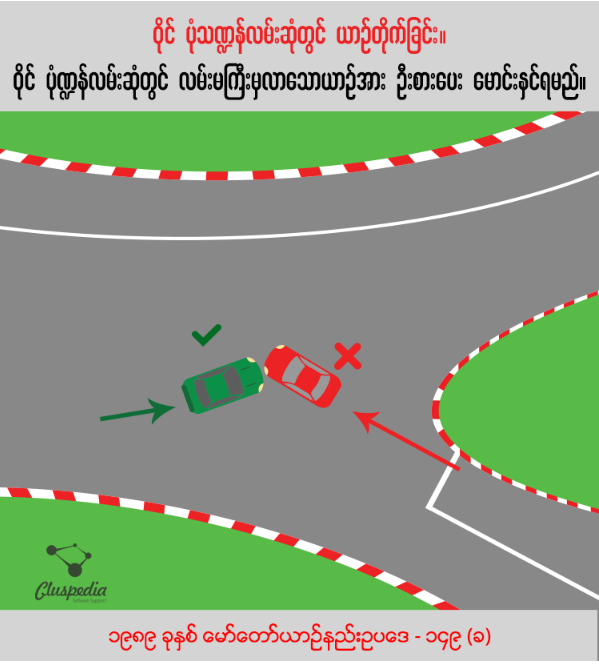 ဝိုင် ပုံသဏ္ဍန်လမ်းဆုံတွင် ယာဉ်တိုက်ခြင်း။
ဝိုင် ပုံဏ္ဍန်လမ်းဆုံတွင် လမ်းမကြီးမှလာသောယာဉ်အား ဦးစားပေး မောင်းနှင်ရမည်။
Cluspedia
Software Support
၁၉၈၉ ခုနှစ် မော်တော်ယာဉ်နည်းဥပဒေ - ၁၄၉ (ခ)